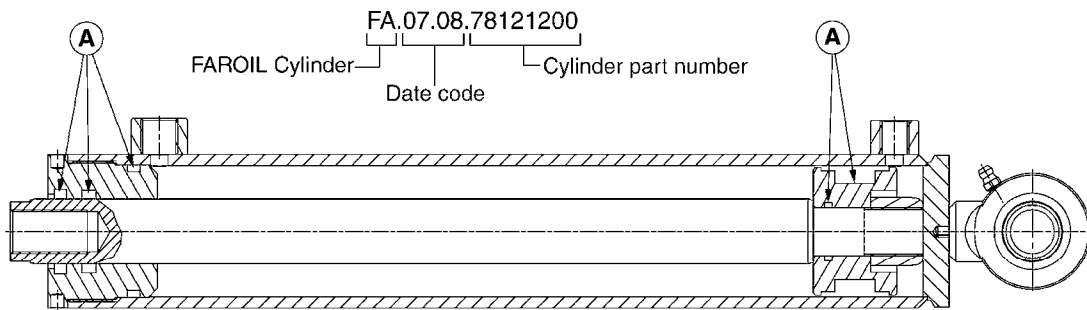 FA.07.08.78121200
A
A
FAROIL Cylinder
Cylinder part number
Date code